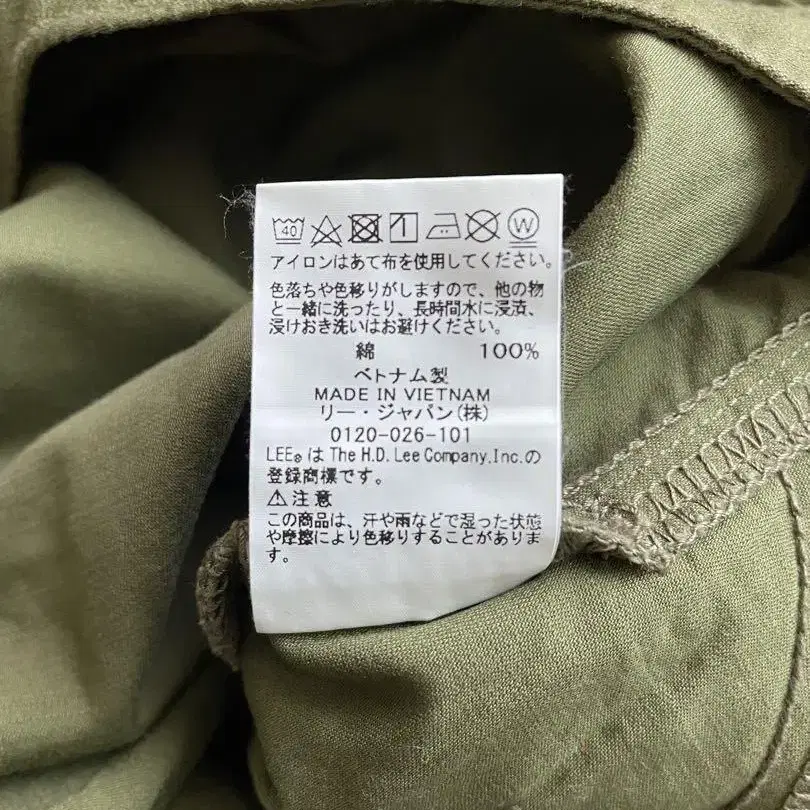 40 W
アイロンはあて布を使用してください。
色落ちや色移りがしますので、他の物
と一緒に洗ったり、長時間水に浸漬、
浸けおき洗いはお避けください。
綿 100%
ベトナム製
MADE IN VIETNAM
リー・ジャパン(株)
0120-026-101
LEE® は The H.D. Lee Company,Inc.の
登録商標です。
⚠注意
この商品は、汗や雨などで湿った状態
や摩擦により色移りすることがありま
す。